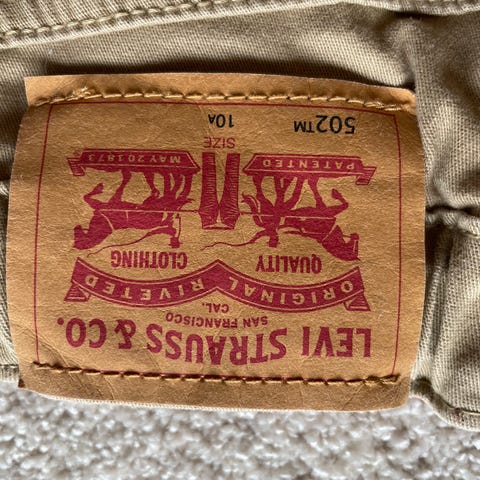 LEVI STRAUSS & CO.
SAN FRANCISCO
CAL.
ORIGINAL RIVETED
QUALITY CLOTHING
PATENTED MAY 20 1873
SIZE
502™ 10A